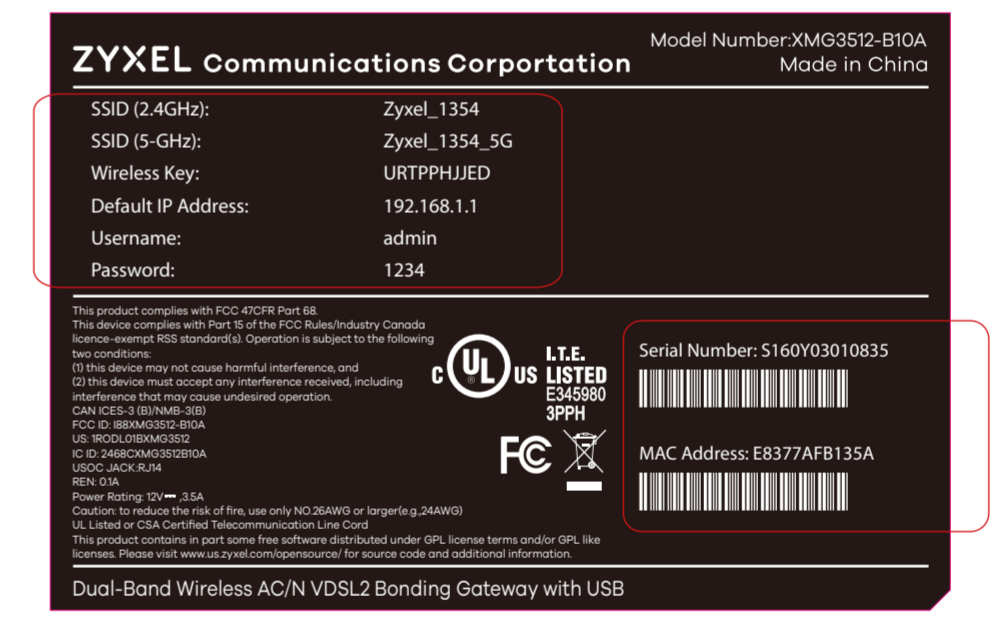 ZYXEL Communications Corportation
Model Number:XMG3512-B10A
Made in China
SSID (2.4GHz): Zyxel_1354
SSID (5-GHz): Zyxel_1354_5G
Wireless Key: URTPPHJJED
Default IP Address: 192.168.1.1
Username: admin
Password: 1234
This product complies with FCC 47CFR Part 68.
This device complies with Part 15 of the FCC Rules/Industry Canada
licence-exempt RSS standard(s). Operation is subject to the following
two conditions:
(1) this device may not cause harmful interference, and
(2) this device must accept any interference received, including
interference that may cause undesired operation.
CAN ICES-3 (B)/NMB-3(B)
FCC ID: I88XMG3512-B10A
US: 1RODL01BXMG3512
IC ID: 2468CXMG3512B10A
USOC JACK:RJ14
REN: 0.1A
Power Rating: 12V⎓ ,3.5A
Caution: to reduce the risk of fire, use only NO.26AWG or larger(e.g.,24AWG)
UL Listed or CSA Certified Telecommunication Line Cord
This product contains in part some free software distributed under GPL license terms and/or GPL like
licenses. Please visit www.us.zyxel.com/opensource/ for source code and additional information.
C UL ® US
I.T.E.
LISTED
E345980
3PPH
FC
Serial Number: S160Y03010835
MAC Address: E8377AFB135A
Dual-Band Wireless AC/N VDSL2 Bonding Gateway with USB